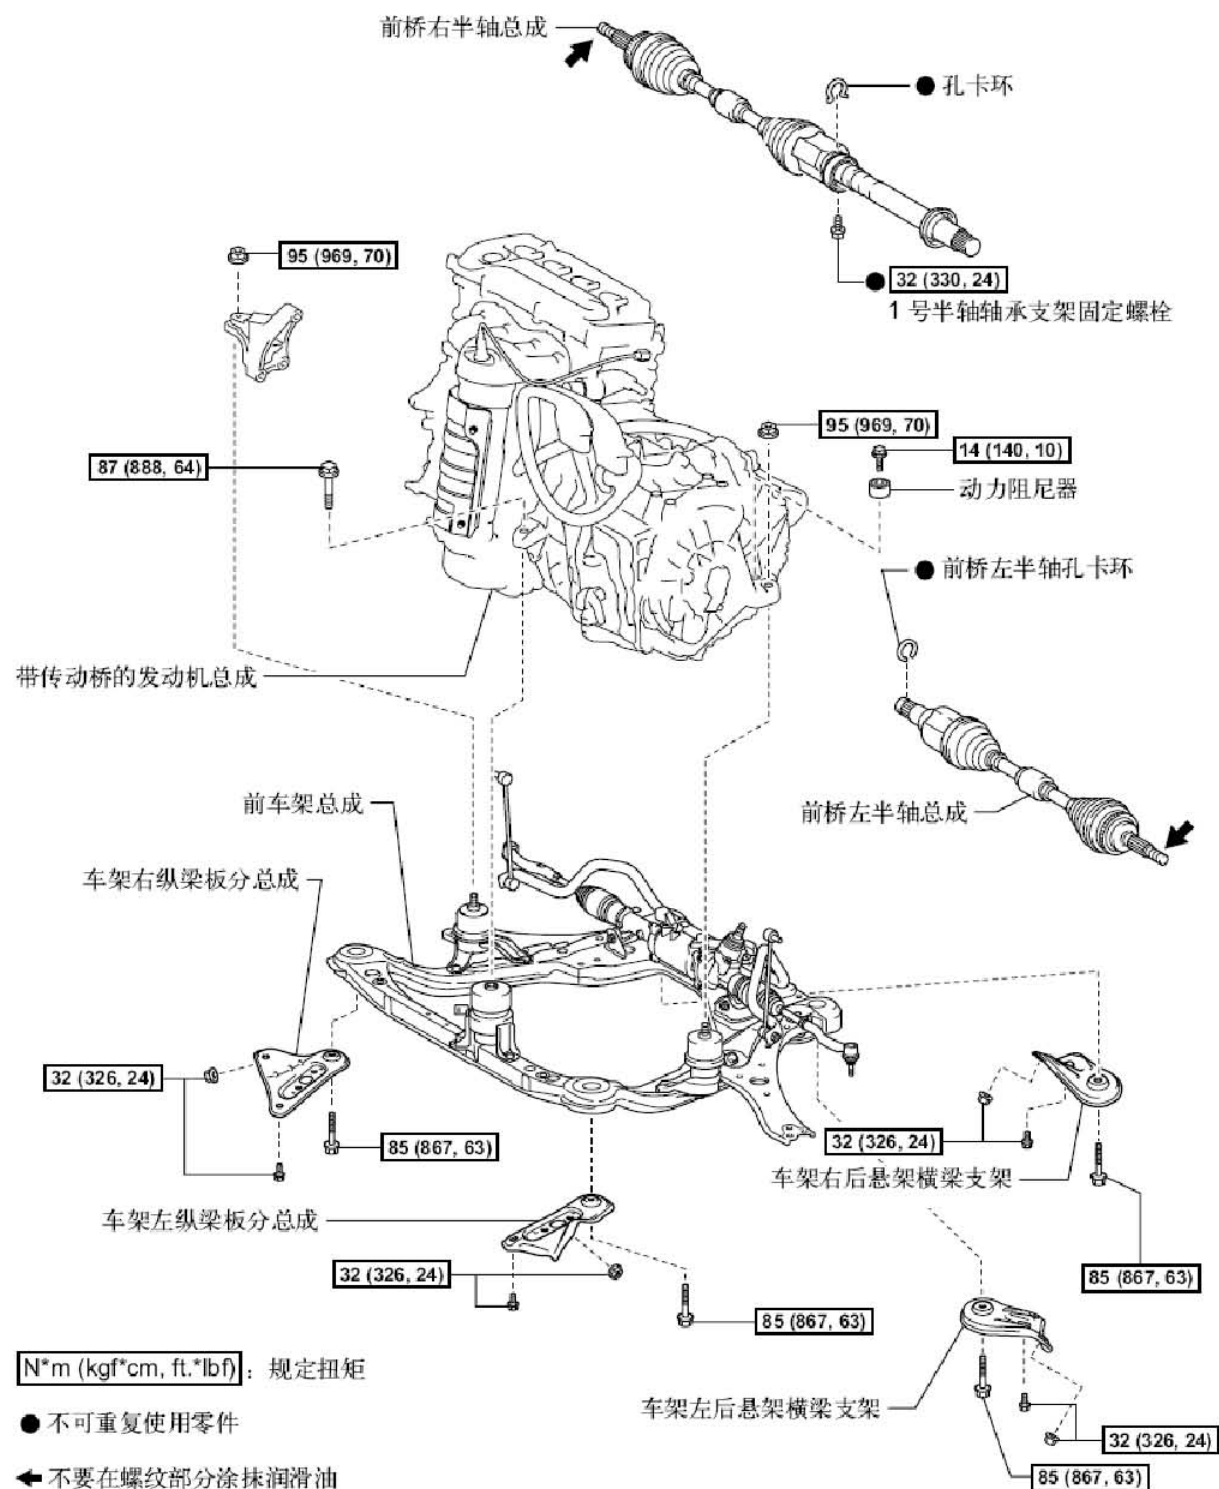 前桥右半轴总成
● 孔卡环
95 (969, 70)
● 32 (330, 24)
1 号半轴轴承支架固定螺栓
95 (969, 70)
14 (140, 10)
87 (888, 64)
动力阻尼器
● 前桥左半轴孔卡环
带传动桥的发动机总成
前车架总成
前桥左半轴总成
车架右纵梁板分总成
32 (326, 24)
85 (867, 63)
32 (326, 24)
车架右后悬架横梁支架
车架左纵梁板分总成
32 (326, 24)
85 (867, 63)
85 (867, 63)
N*m (kgf*cm, ft.*lbf) : 规定扭矩
车架左后悬架横梁支架
● 不可重复使用零件
32 (326, 24)
不要在螺纹部分涂抹润滑油
85 (867, 63)